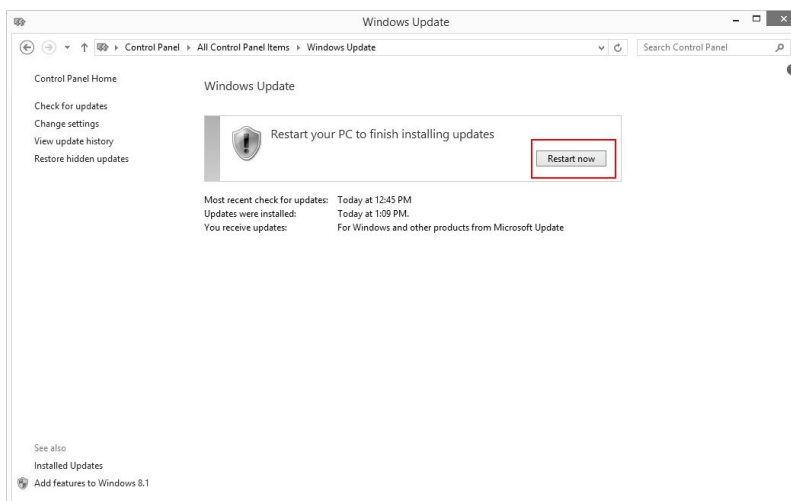 Windows Update
Control Panel All Control Panel Items Windows Update
Search Control Panel
Control Panel Home
Check for updates
Change settings
View update history
Restore hidden updates
Windows Update
Restart your PC to finish installing updates
Restart now
Most recent check for updates: Today at 12:45 PM
Updates were installed: Today at 1:09 PM.
You receive updates: For Windows and other products from Microsoft Update
See also
Installed Updates
Add features to Windows 8.1